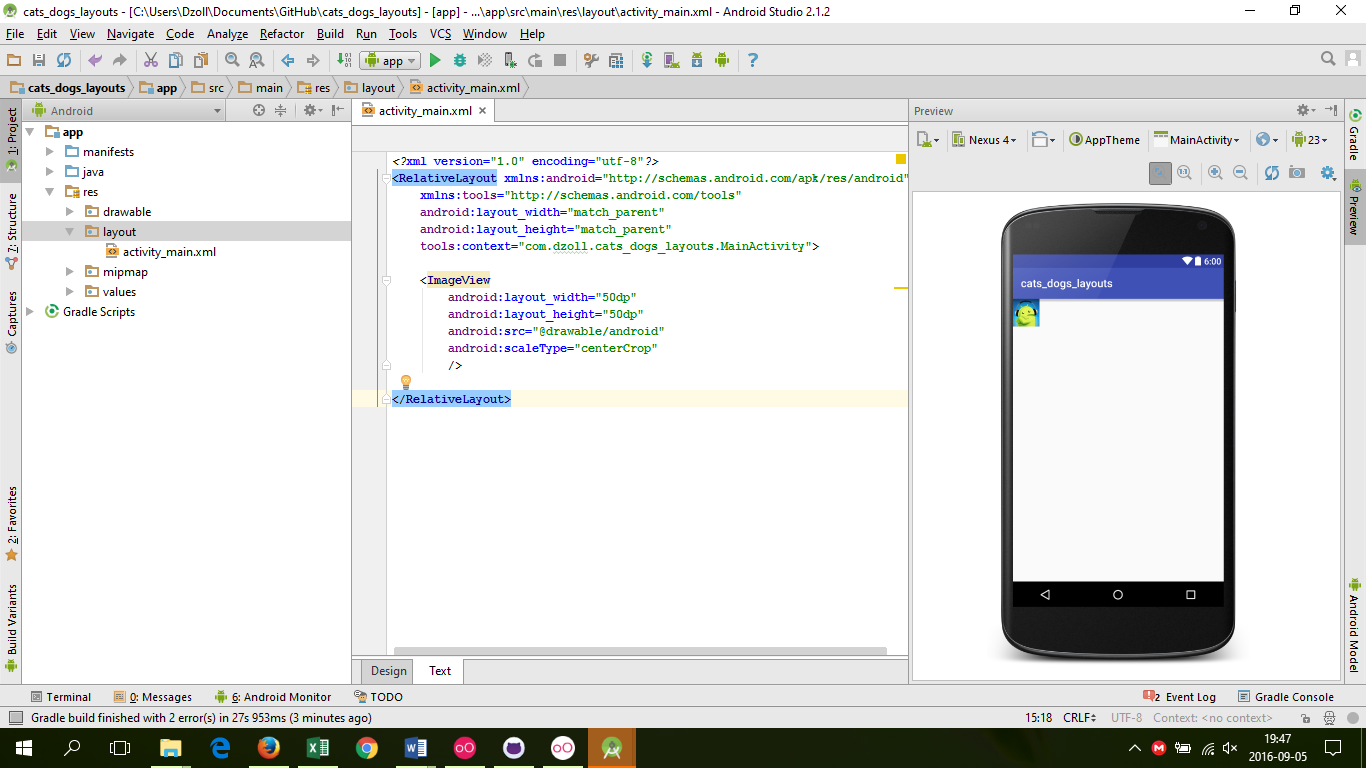 cats_dogs_layouts - [C:\Users\Dzoll\Documents\GitHub\cats_dogs_layouts] - [app] - ...\app\src\main\res\layout\activity_main.xml - Android Studio 2.1.2
File Edit View Navigate Code Analyze Refactor Build Run Tools VCS Window Help
app
cats_dogs_layouts app src main res layout activity_main.xml
Android
activity_main.xml
Preview
1: Project
7: Structure
Captures
2: Favorites
Build Variants
app
manifests
java
res
drawable
layout
activity_main.xml
mipmap
values
Gradle Scripts
<?xml version="1.0" encoding="utf-8"?>
<RelativeLayout xmlns:android="http://schemas.android.com/apk/res/android"
xmlns:tools="http://schemas.android.com/tools"
android:layout_width="match_parent"
android:layout_height="match_parent"
tools:context="com.dzoll.cats_dogs_layouts.MainActivity">
<ImageView
android:layout_width="50dp"
android:layout_height="50dp"
android:src="@drawable/android"
android:scaleType="centerCrop"
/>
</RelativeLayout>
Design Text
Nexus 4 AppTheme MainActivity 23
1:1
6:00
cats_dogs_layouts
Gradle
Preview
Android Model
Terminal 0: Messages 6: Android Monitor TODO 2 Event Log Gradle Console
Gradle build finished with 2 error(s) in 27s 953ms (3 minutes ago) 15:18 CRLF UTF-8 Context: <no context>
19:47
2016-09-05